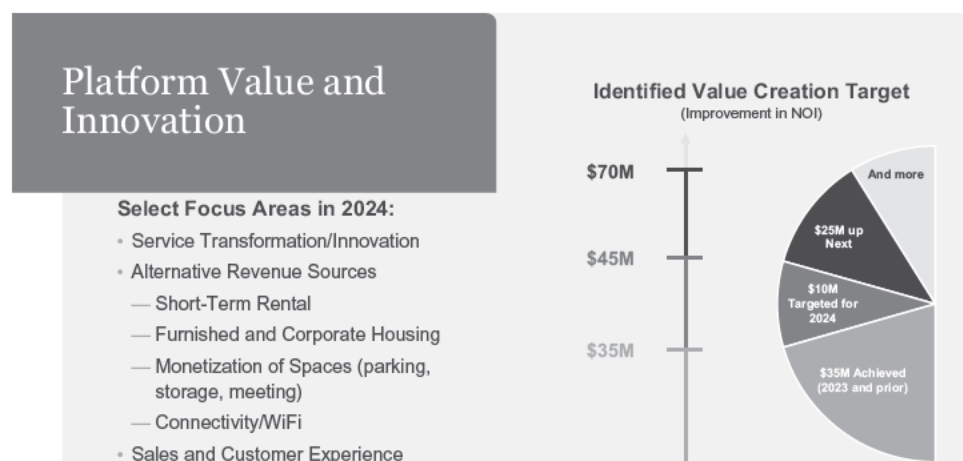 Platform Value and
Innovation
Select Focus Areas in 2024:
• Service Transformation/Innovation
• Alternative Revenue Sources
— Short-Term Rental
— Furnished and Corporate Housing
— Monetization of Spaces (parking,
storage, meeting)
— Connectivity/WiFi
• Sales and Customer Experience
Identified Value Creation Target
(Improvement in NOI)
$70M
$45M
$35M
And more
$25M up
Next
$10M
Targeted for
2024
$35M Achieved
(2023 and prior)